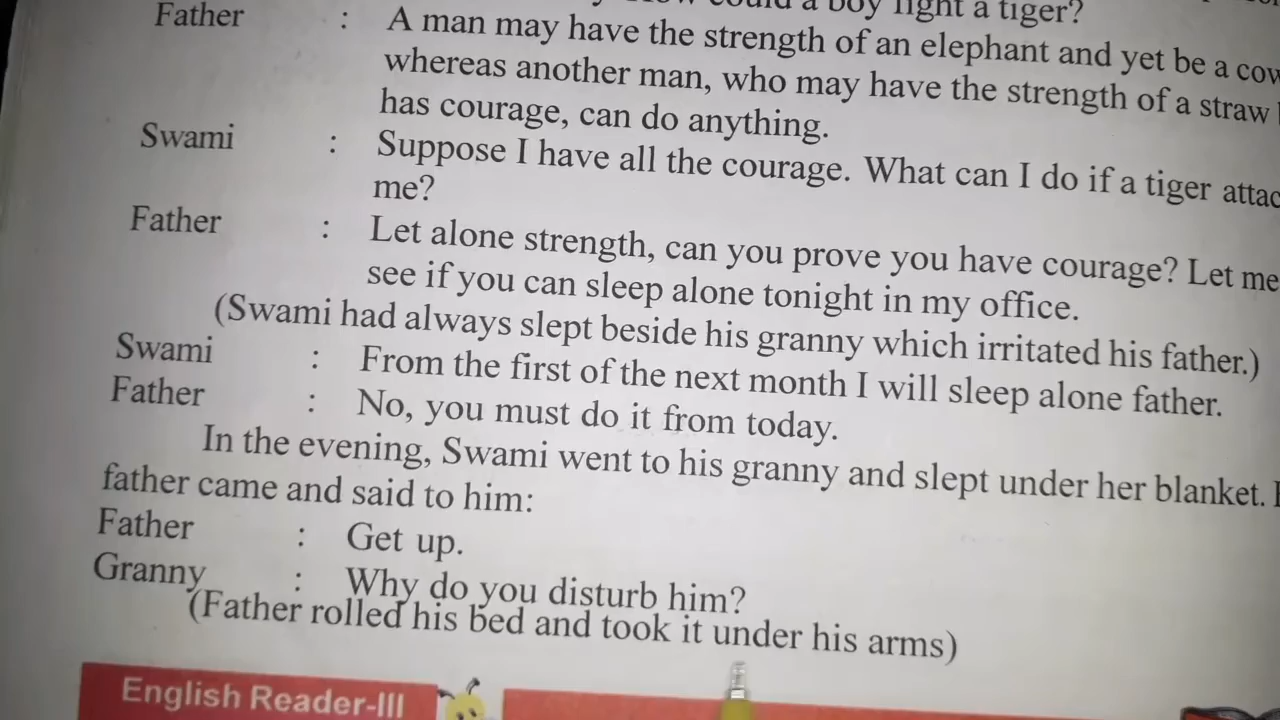 could a boy fight a tiger?
Father : A man may have the strength of an elephant and yet be a
whereas another man, who may have the strength of a straw
has courage, can do anything.
Swami : Suppose I have all the courage. What can I do if a tiger
me?
Father : Let alone strength, can you prove you have courage? Let me
see if you can sleep alone tonight in my office.
(Swami had always slept beside his granny which irritated his father.)
Swami : From the first of the next month I will sleep alone father.
Father : No, you must do it from today.
In the evening, Swami went to his granny and slept under her blanket.
father came and said to him:
Father : Get up.
Granny : Why do you disturb him?
(Father rolled his bed and took it under his arms)
English Reader-III